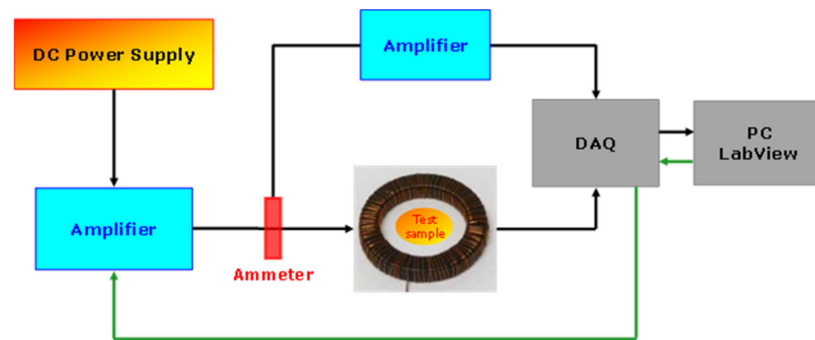 DC Power Supply
Amplifier
DAQ
PC
LabView
Amplifier
Test
sample
Ammeter